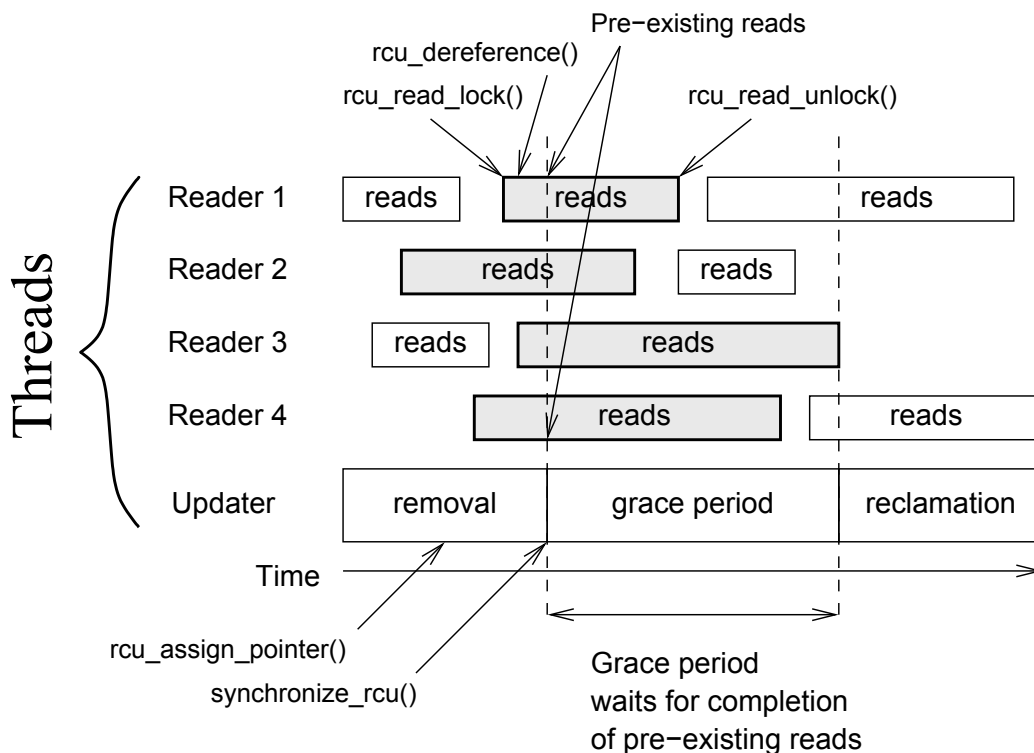 Pre−existing reads
rcu_dereference()
rcu_read_lock()
rcu_read_unlock()
Threads
Reader 1
reads
reads
reads
Reader 2
reads
reads
Reader 3
reads
reads
Reader 4
reads
reads
Updater
removal
grace period
reclamation
Time
rcu_assign_pointer()
synchronize_rcu()
Grace period
waits for completion
of pre−existing reads